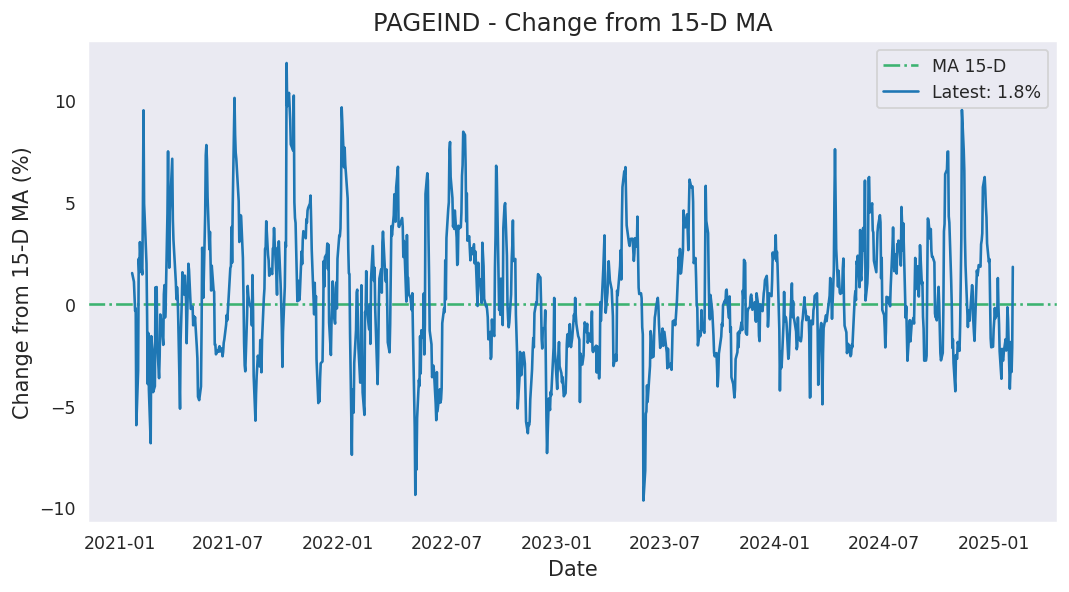 PAGEIND - Change from 15-D MA
MA 15-D
Latest: 1.8%
Change from 15-D MA (%)
10
5
0
−5
−10
2021-01 2021-07 2022-01 2022-07 2023-01 2023-07 2024-01 2024-07 2025-01
Date